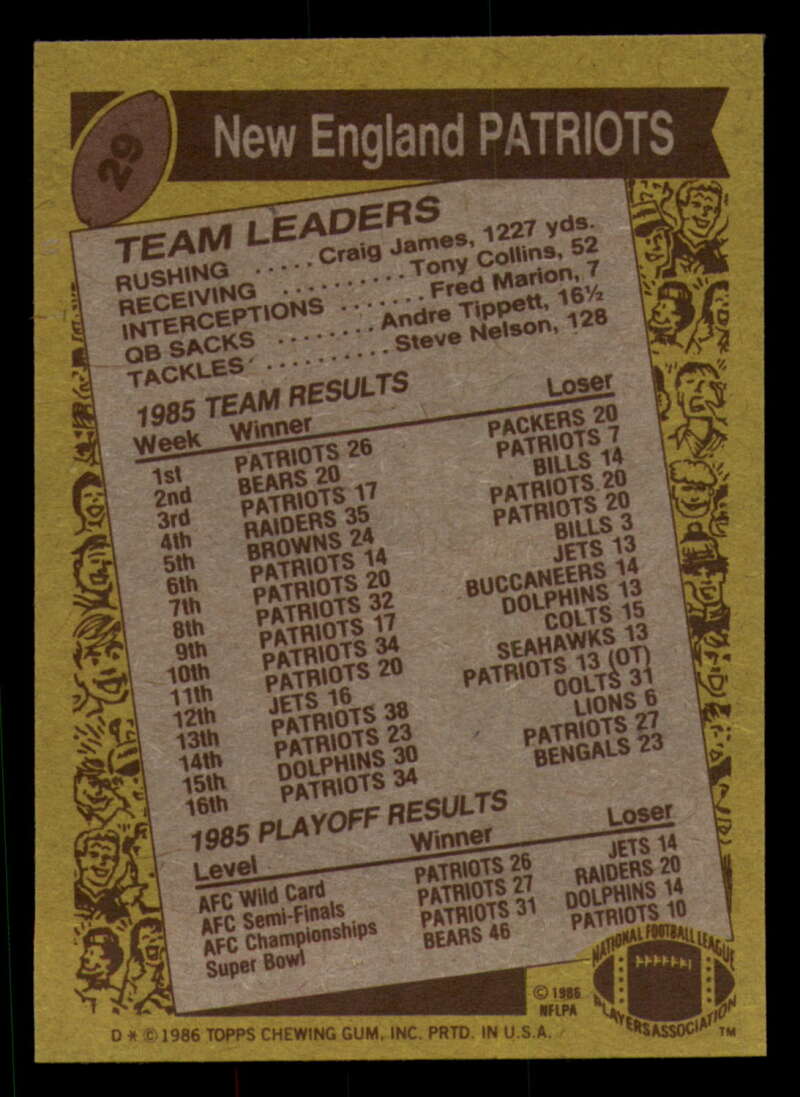 29
New England PATRIOTS
TEAM LEADERS
RUSHING ..... Craig James, 1227 yds.
RECEIVING .......... Tony Collins, 52
INTERCEPTIONS ....... Fred Marion, 7
QB SACKS ........ Andre Tippett, 16½
TACKLES .......... Steve Nelson, 128
1985 TEAM RESULTS
Week Winner Loser
1st PATRIOTS 26 PACKERS 20
2nd BEARS 20 PATRIOTS 7
3rd PATRIOTS 17 BILLS 14
4th RAIDERS 35 PATRIOTS 20
5th BROWNS 24 PATRIOTS 20
6th PATRIOTS 14 BILLS 3
7th PATRIOTS 20 JETS 13
8th PATRIOTS 32 BUCCANEERS 14
9th PATRIOTS 17 DOLPHINS 13
10th PATRIOTS 34 COLTS 15
11th PATRIOTS 20 SEAHAWKS 13
12th JETS 16 PATRIOTS 13 (OT)
13th PATRIOTS 38 COLTS 31
14th PATRIOTS 23 LIONS 6
15th DOLPHINS 30 PATRIOTS 27
16th PATRIOTS 34 BENGALS 23
1985 PLAYOFF RESULTS
Level Winner Loser
AFC Wild Card PATRIOTS 26 JETS 14
AFC Semi-Finals PATRIOTS 27 RAIDERS 20
AFC Championships PATRIOTS 31 DOLPHINS 14
Super Bowl BEARS 46 PATRIOTS 10
NATIONAL FOOTBALL LEAGUE
PLAYERS ASSOCIATION
TM
© 1986
NFLPA
D * © 1986 TOPPS CHEWING GUM, INC. PRTD. IN U.S.A.